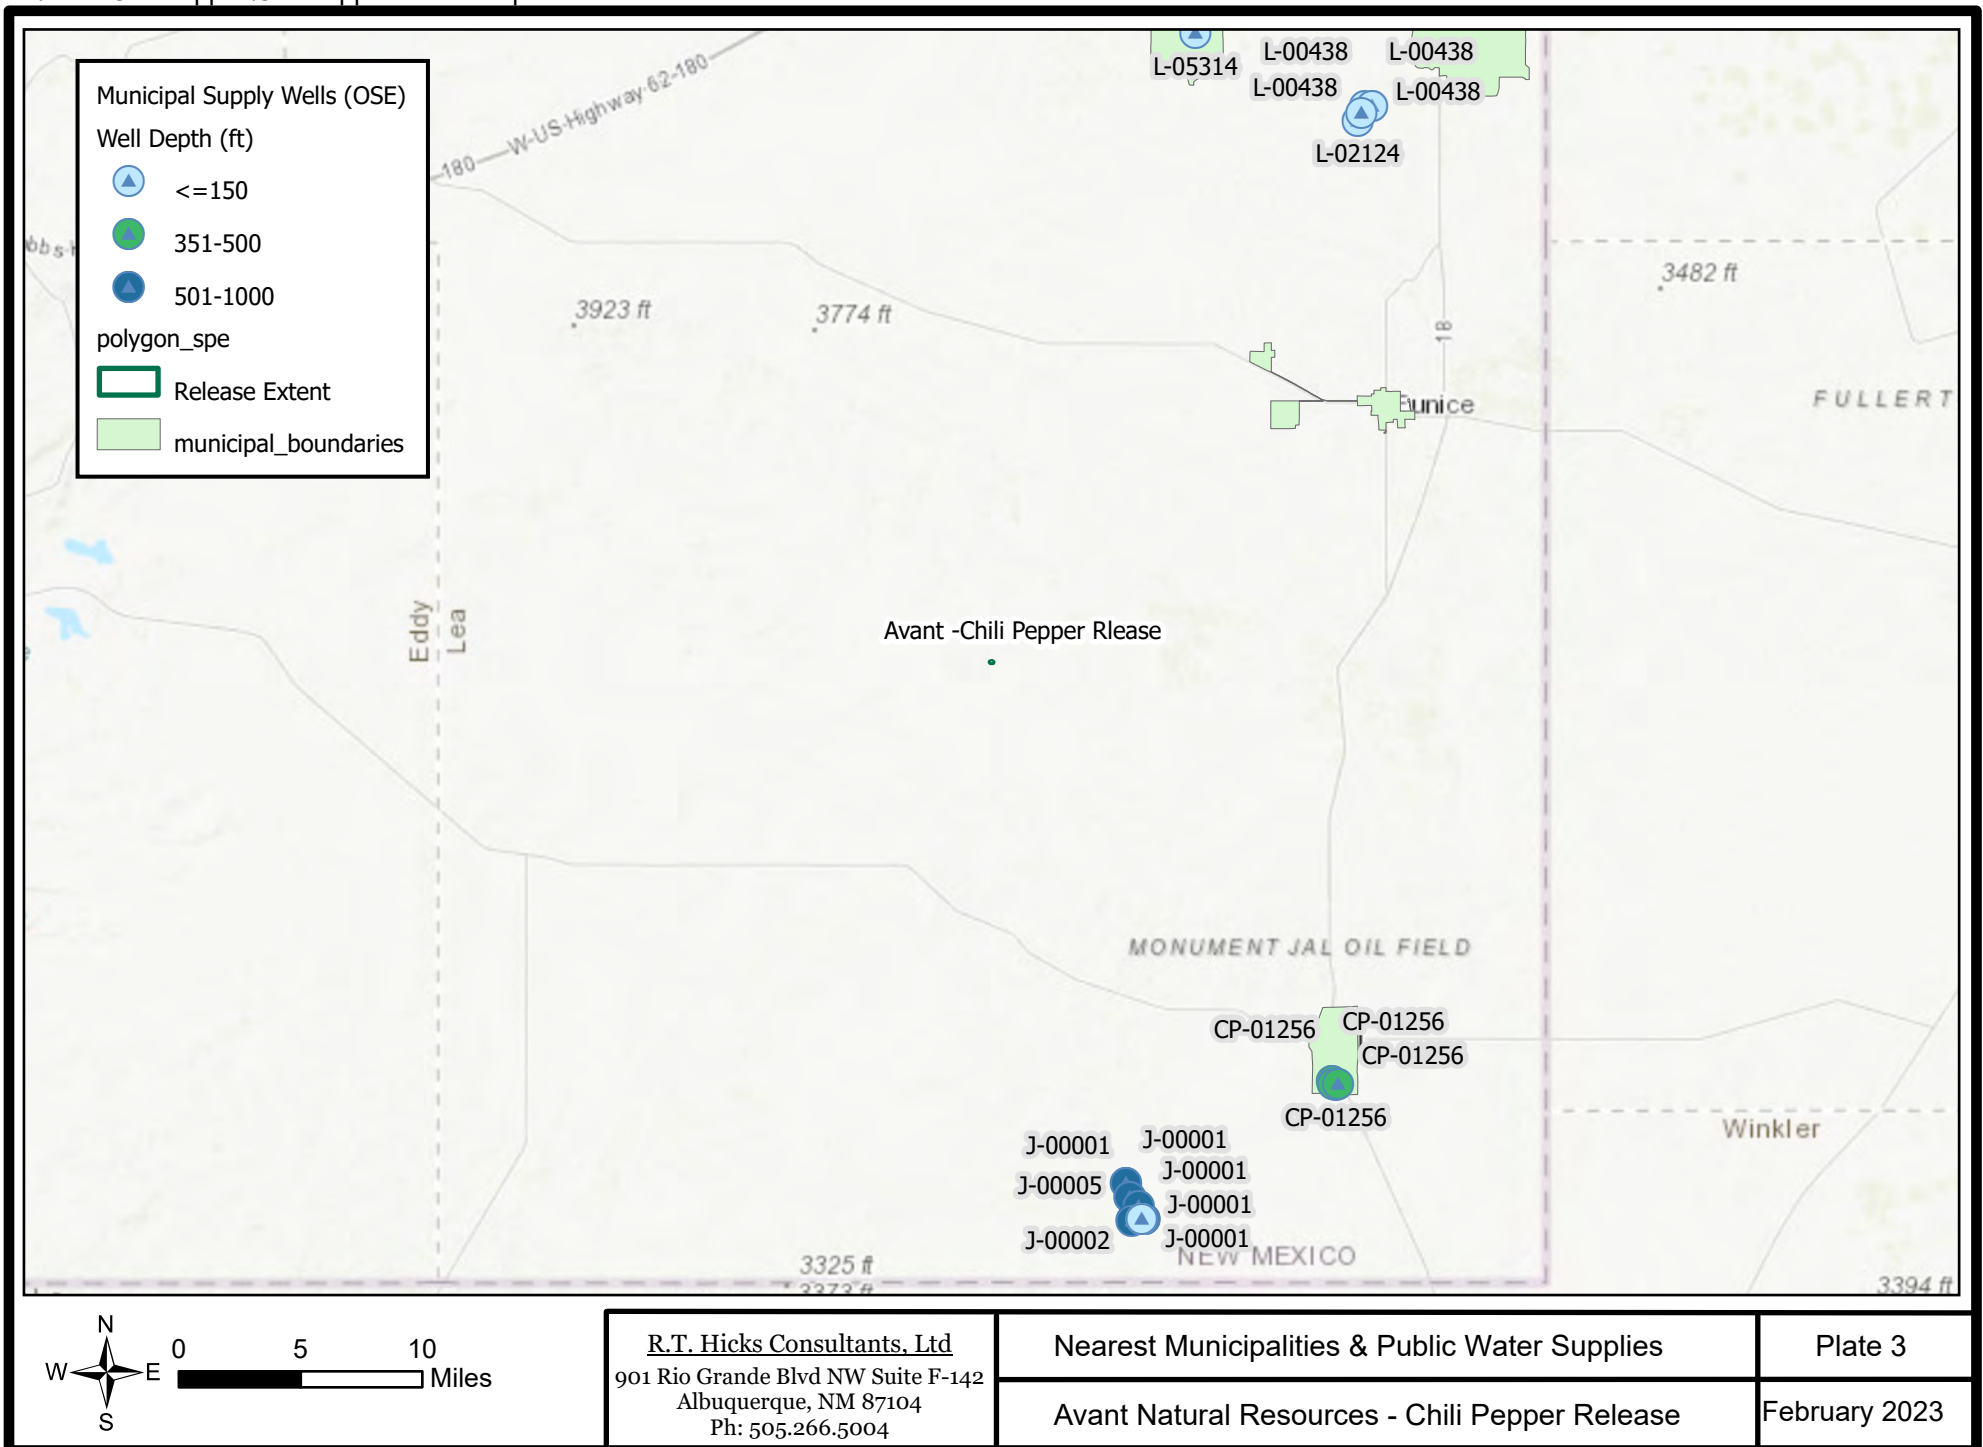 L-05314
L-00438
L-00438
L-00438
L-00438
L-02124
Municipal Supply Wells (OSE)
Well Depth (ft)
<=150
351-500
501-1000
polygon_spe
Release Extent
municipal_boundaries
180
W-US-Highway-62-180
3923 ft
3774 ft
3482 ft
18
Eunice
FULLERT
Eddy
Lea
Avant -Chili Pepper Rlease
MONUMENT JAL OIL FIELD
CP-01256
CP-01256
CP-01256
CP-01256
Winkler
J-00001
J-00001
J-00001
J-00005
J-00001
J-00002
J-00001
NEW MEXICO
3325 ft
3373 ft
3394 ft
N
W
E
S
0
5
10
Miles
R.T. Hicks Consultants, Ltd
901 Rio Grande Blvd NW Suite F-142
Albuquerque, NM 87104
Ph: 505.266.5004
Nearest Municipalities & Public Water Supplies
Plate 3
Avant Natural Resources - Chili Pepper Release
February 2023